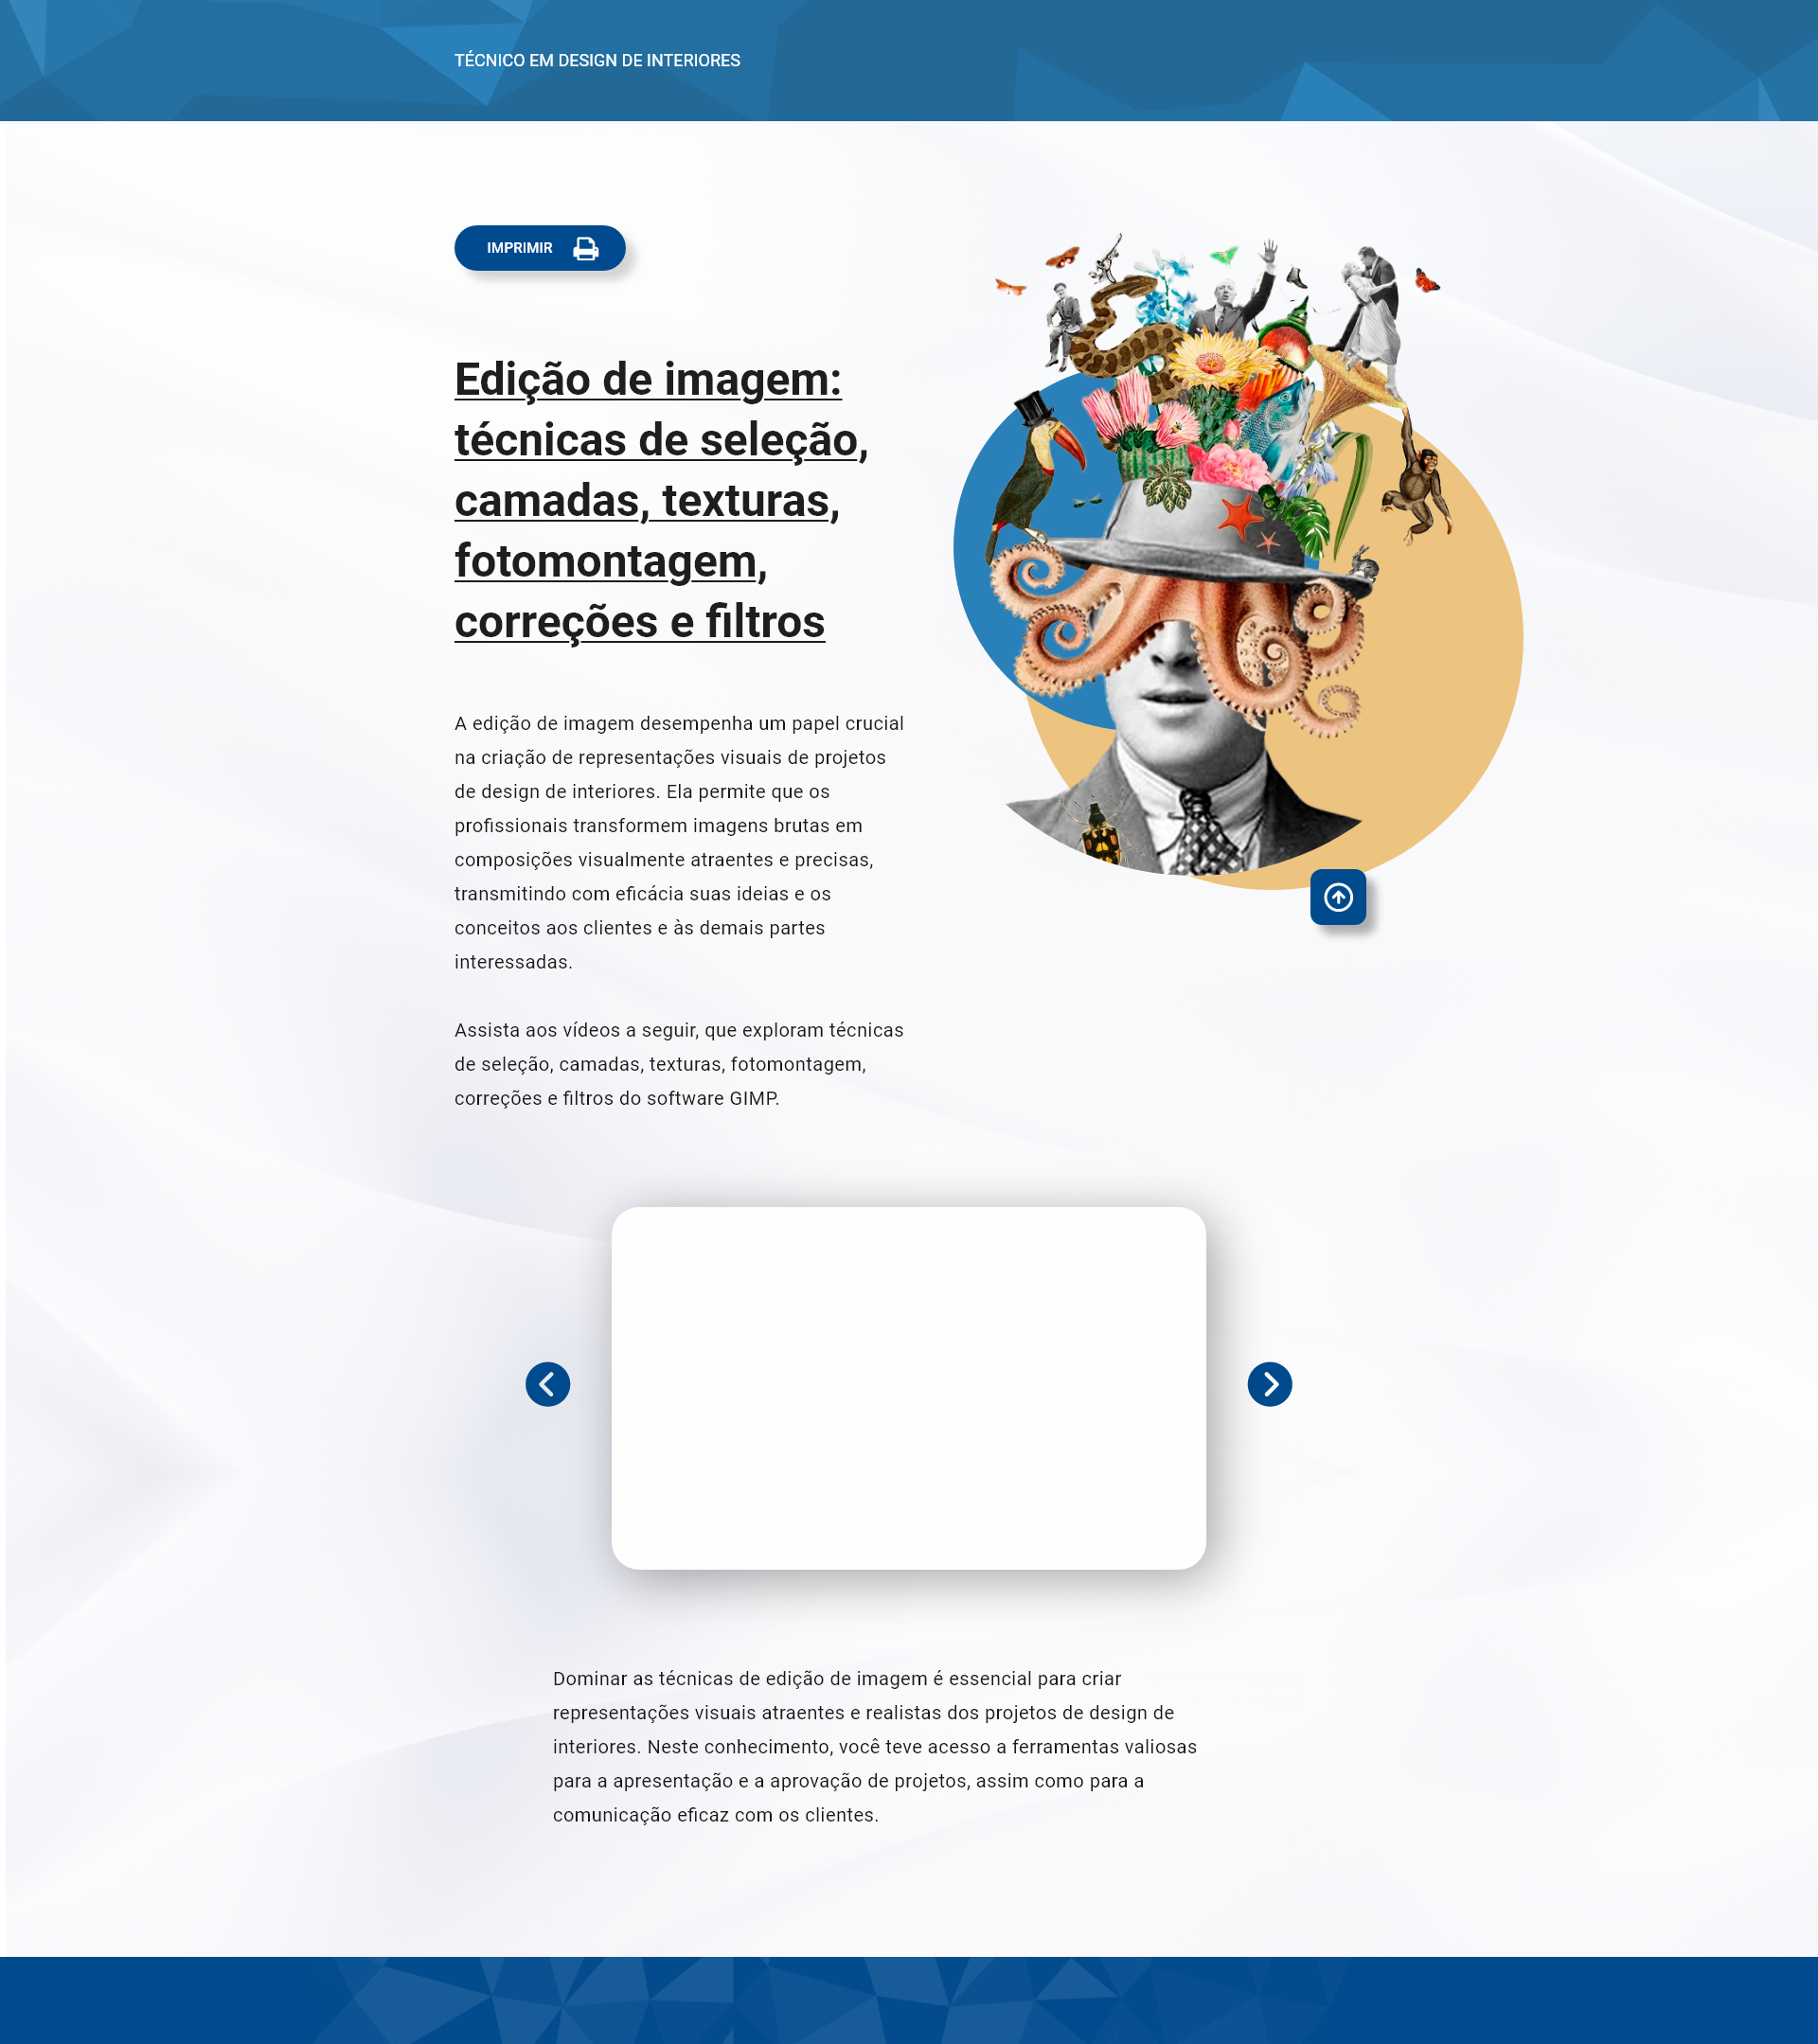 TÉCNICO EM DESIGN DE INTERIORES
IMPRIMIR
Edição de imagem:
técnicas de seleção,
camadas, texturas,
fotomontagem,
correções e filtros
A edição de imagem desempenha um papel crucial
na criação de representações visuais de projetos
de design de interiores. Ela permite que os
profissionais transformem imagens brutas em
composições visualmente atraentes e precisas,
transmitindo com eficácia suas ideias e os
conceitos aos clientes e às demais partes
interessadas.
Assista aos vídeos a seguir, que exploram técnicas
de seleção, camadas, texturas, fotomontagem,
correções e filtros do software GIMP.
Dominar as técnicas de edição de imagem é essencial para criar
representações visuais atraentes e realistas dos projetos de design de
interiores. Neste conhecimento, você teve acesso a ferramentas valiosas
para a apresentação e a aprovação de projetos, assim como para a
comunicação eficaz com os clientes.